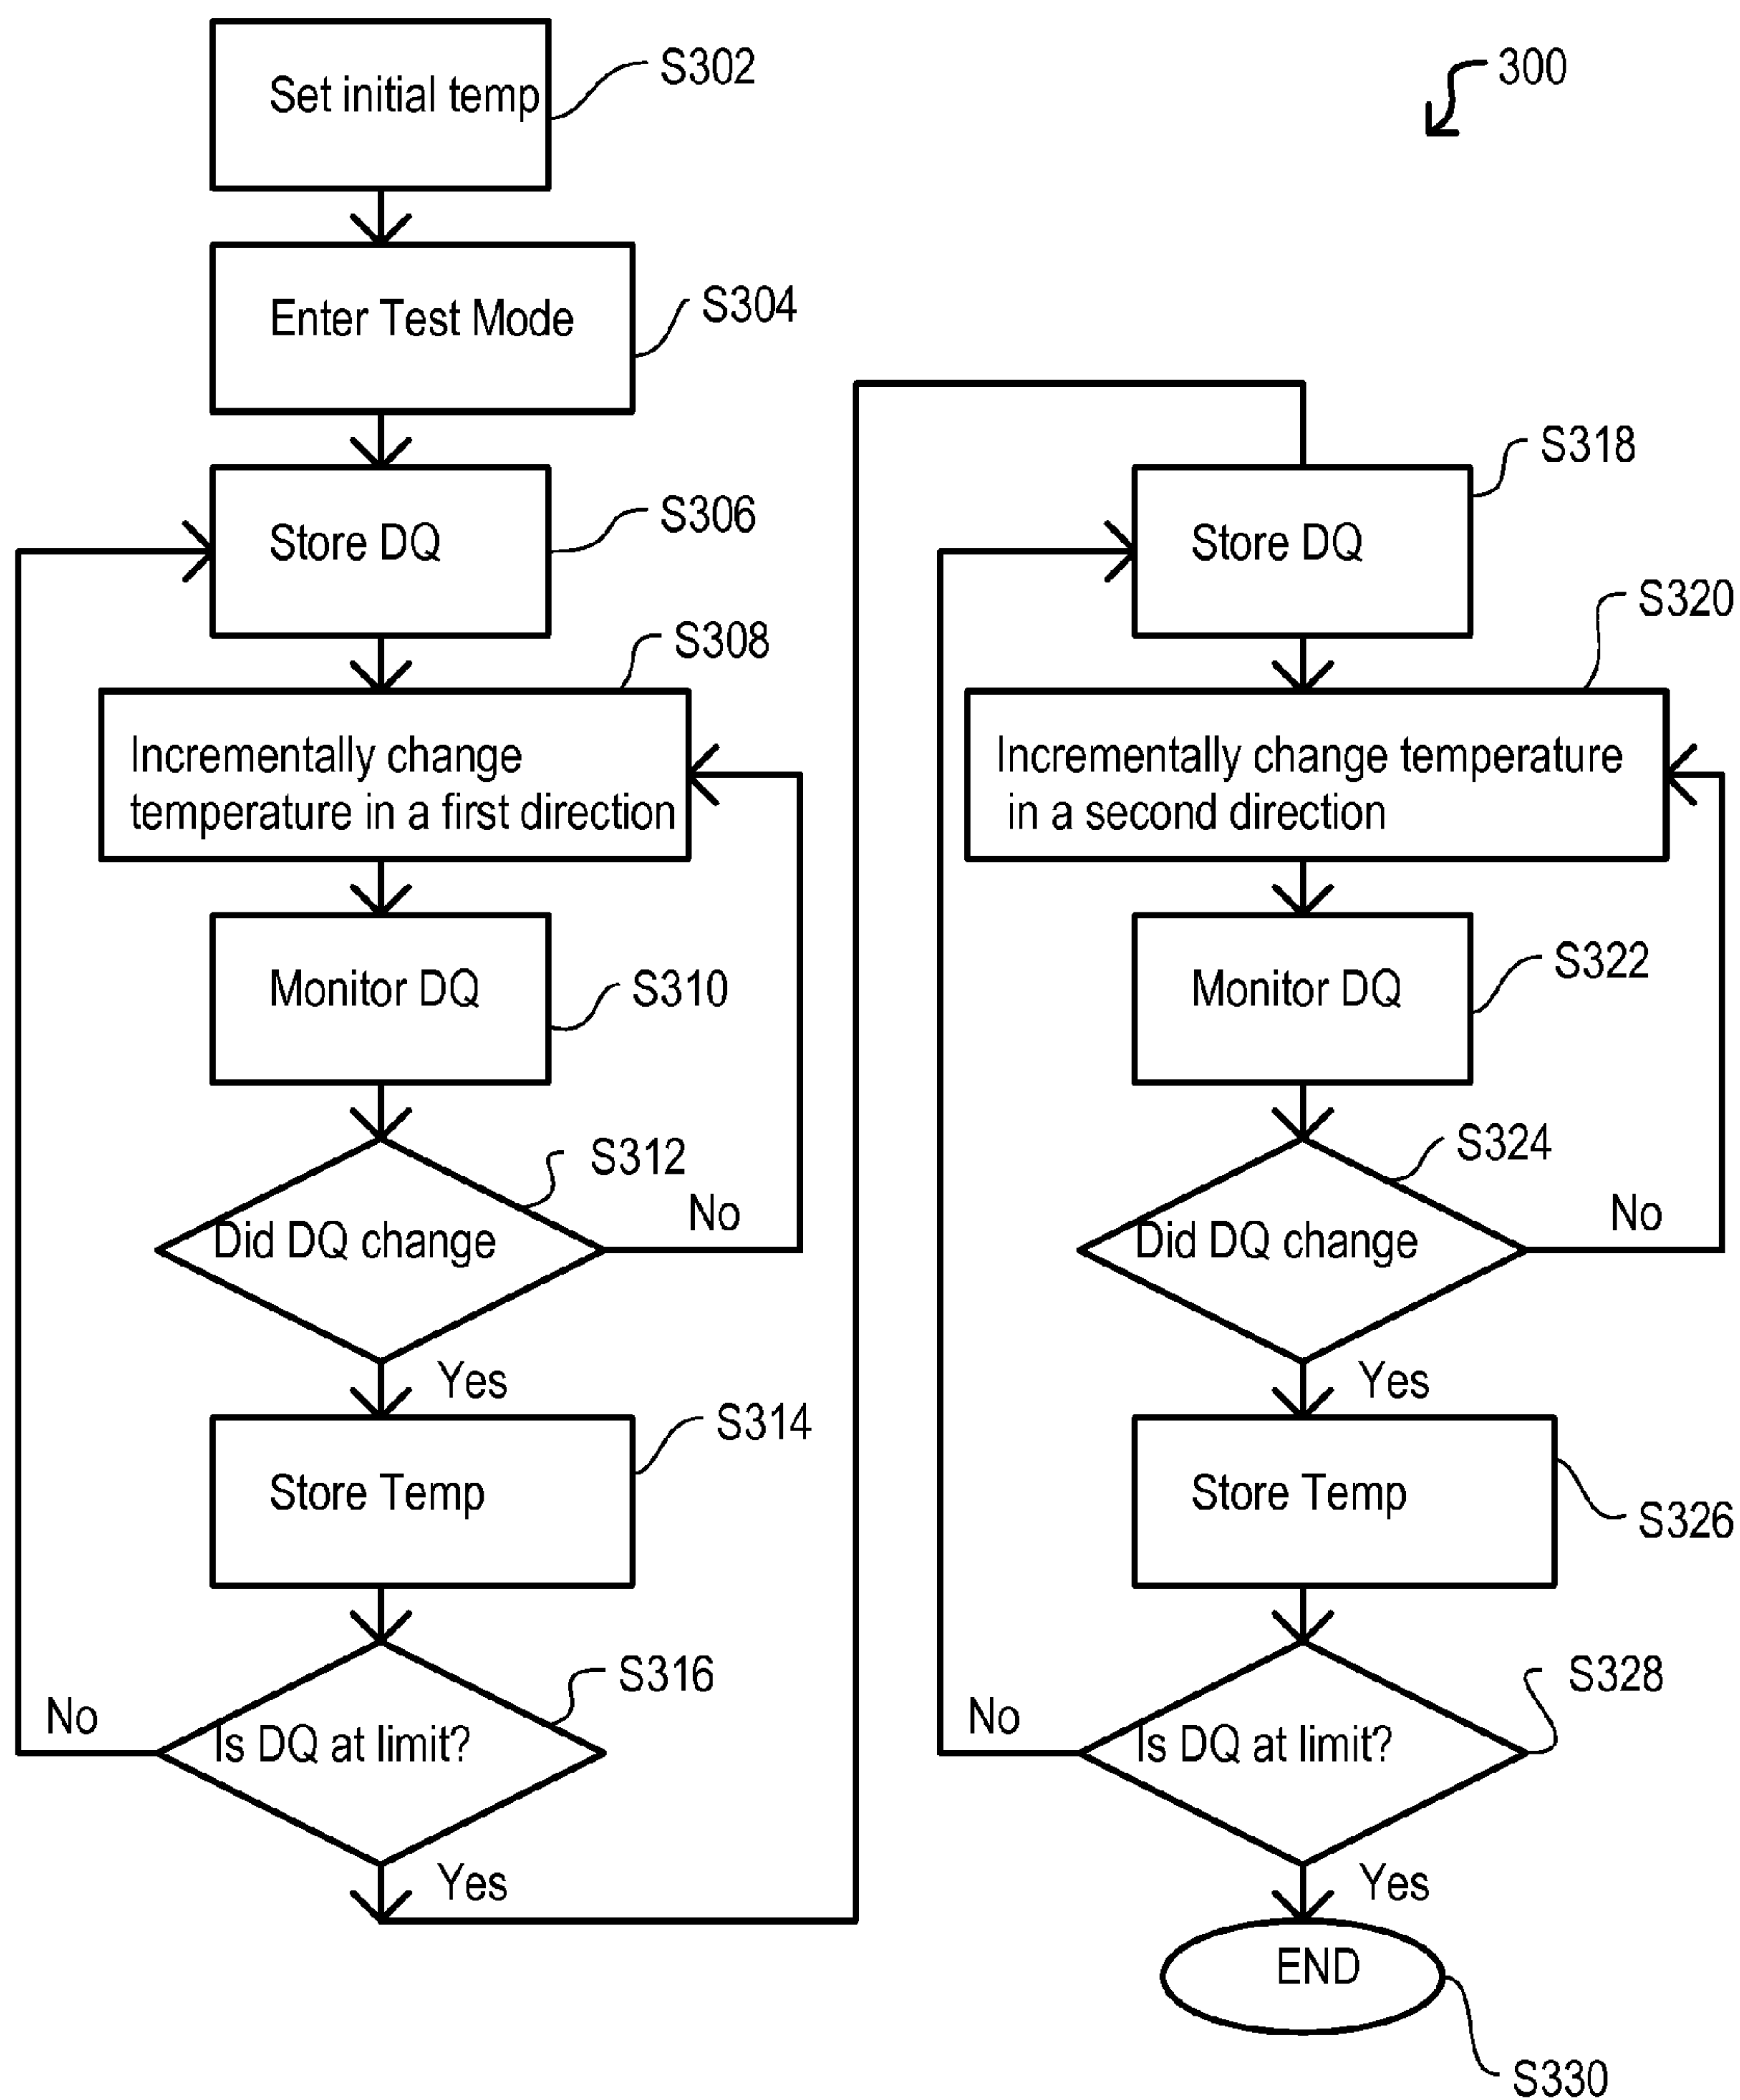 Set initial temp
S302
300
Enter Test Mode
S304
Store DQ
S306
Incrementally change
temperature in a first direction
S308
Monitor DQ
S310
Did DQ change
S312
No
Yes
Store Temp
S314
Is DQ at limit?
S316
No
Yes
Store DQ
S318
Incrementally change temperature
in a second direction
S320
Monitor DQ
S322
Did DQ change
S324
No
Yes
Store Temp
S326
Is DQ at limit?
S328
No
Yes
END
S330